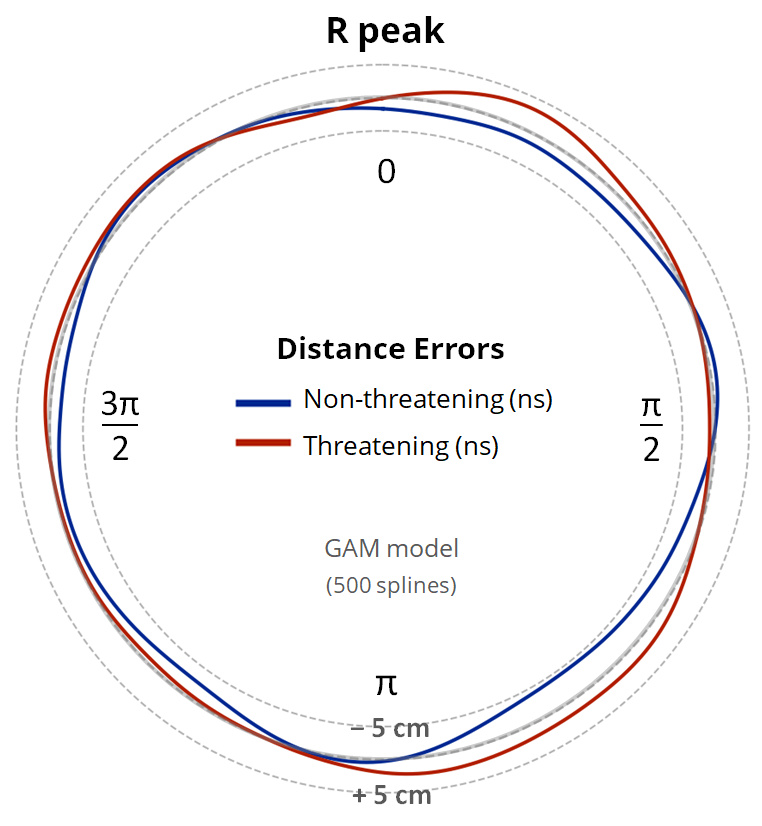 R peak
0
Distance Errors
Non-threatening (ns)
Threatening (ns)
3π
2
π
2
GAM model
(500 splines)
π
– 5 cm
+ 5 cm